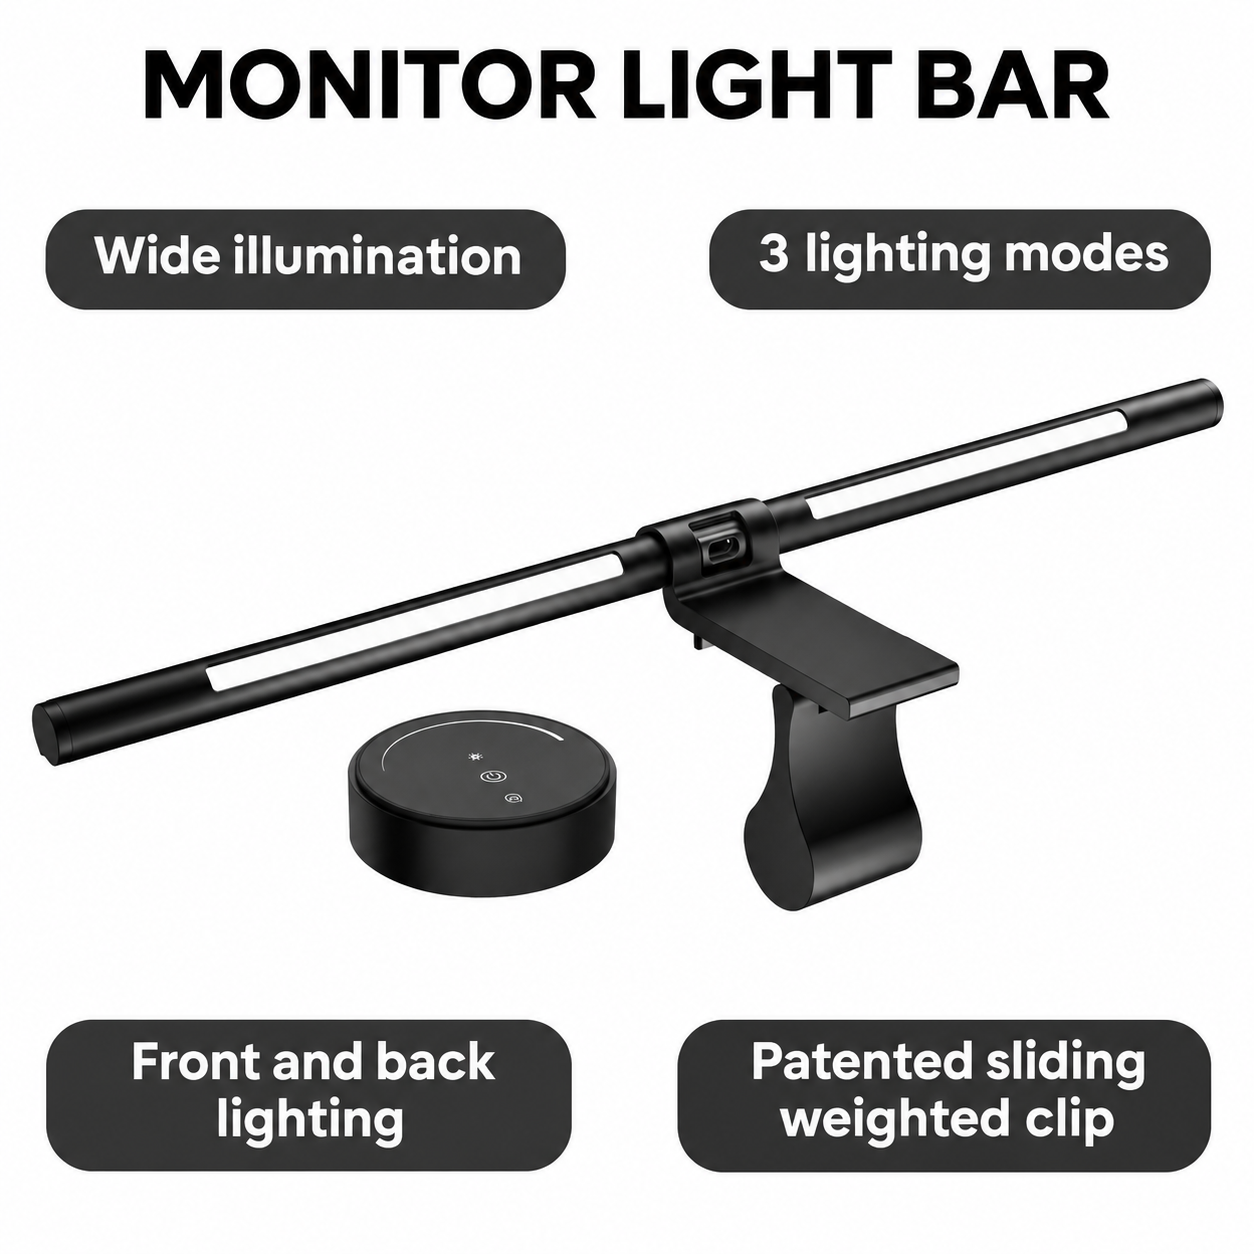 MONITOR LIGHT BAR
Wide illumination
3 lighting modes
Front and back
lighting
Patented sliding
weighted clip